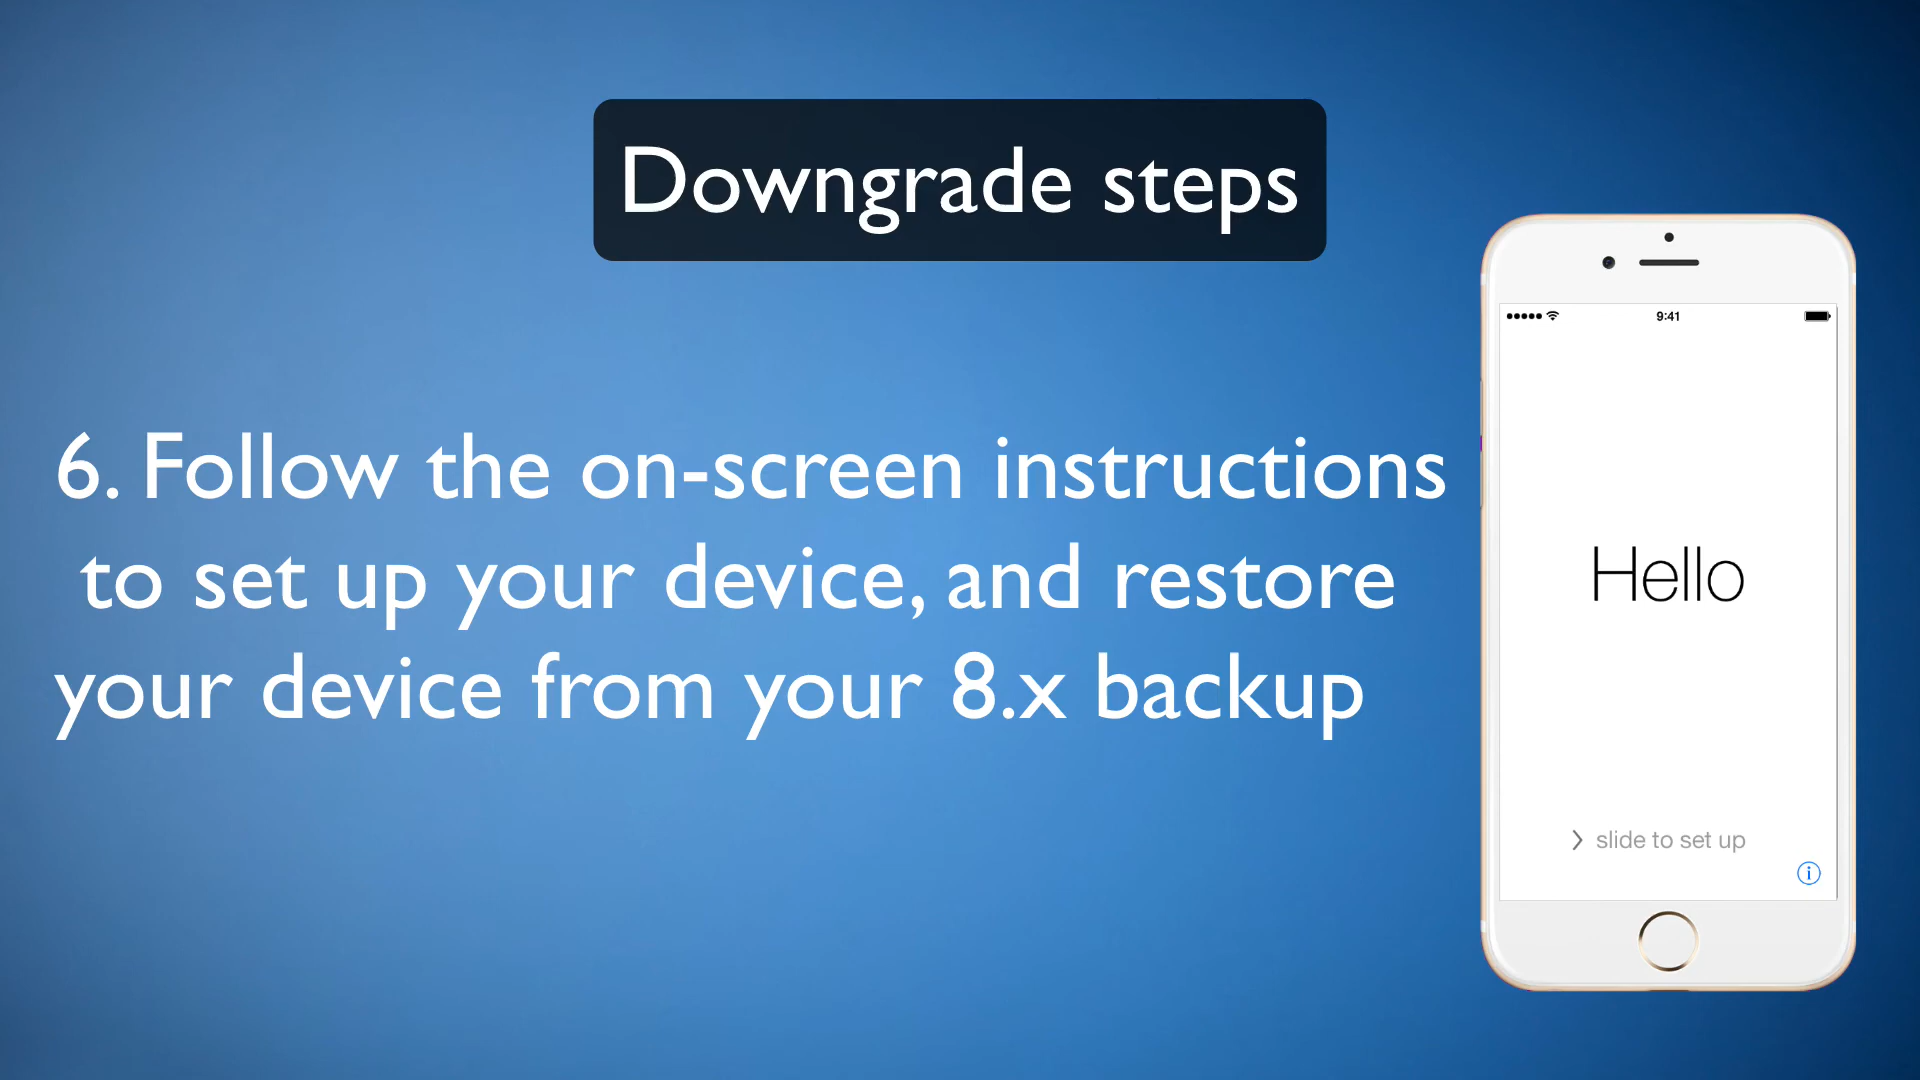 Downgrade steps
6. Follow the on-screen instructions
to set up your device, and restore
your device from your 8.x backup
9:41
Hello
slide to set up